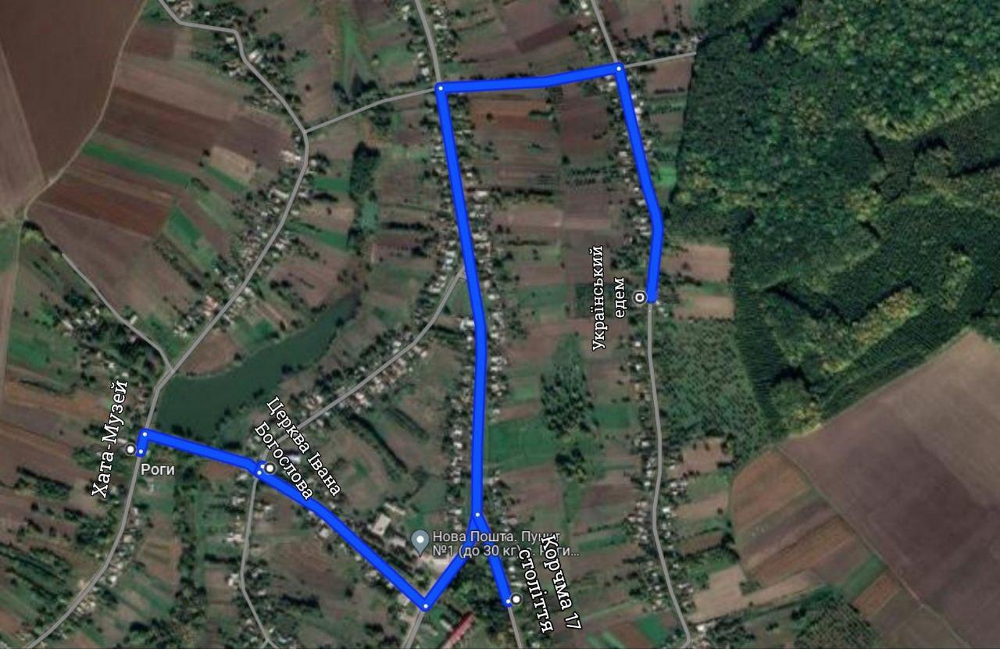 український
едем
Хата-Музей
Церква Івана
Богослова
Роги
Нова Пошта. Пункт
№1 (до 30 кг)
Корчма 17
століття